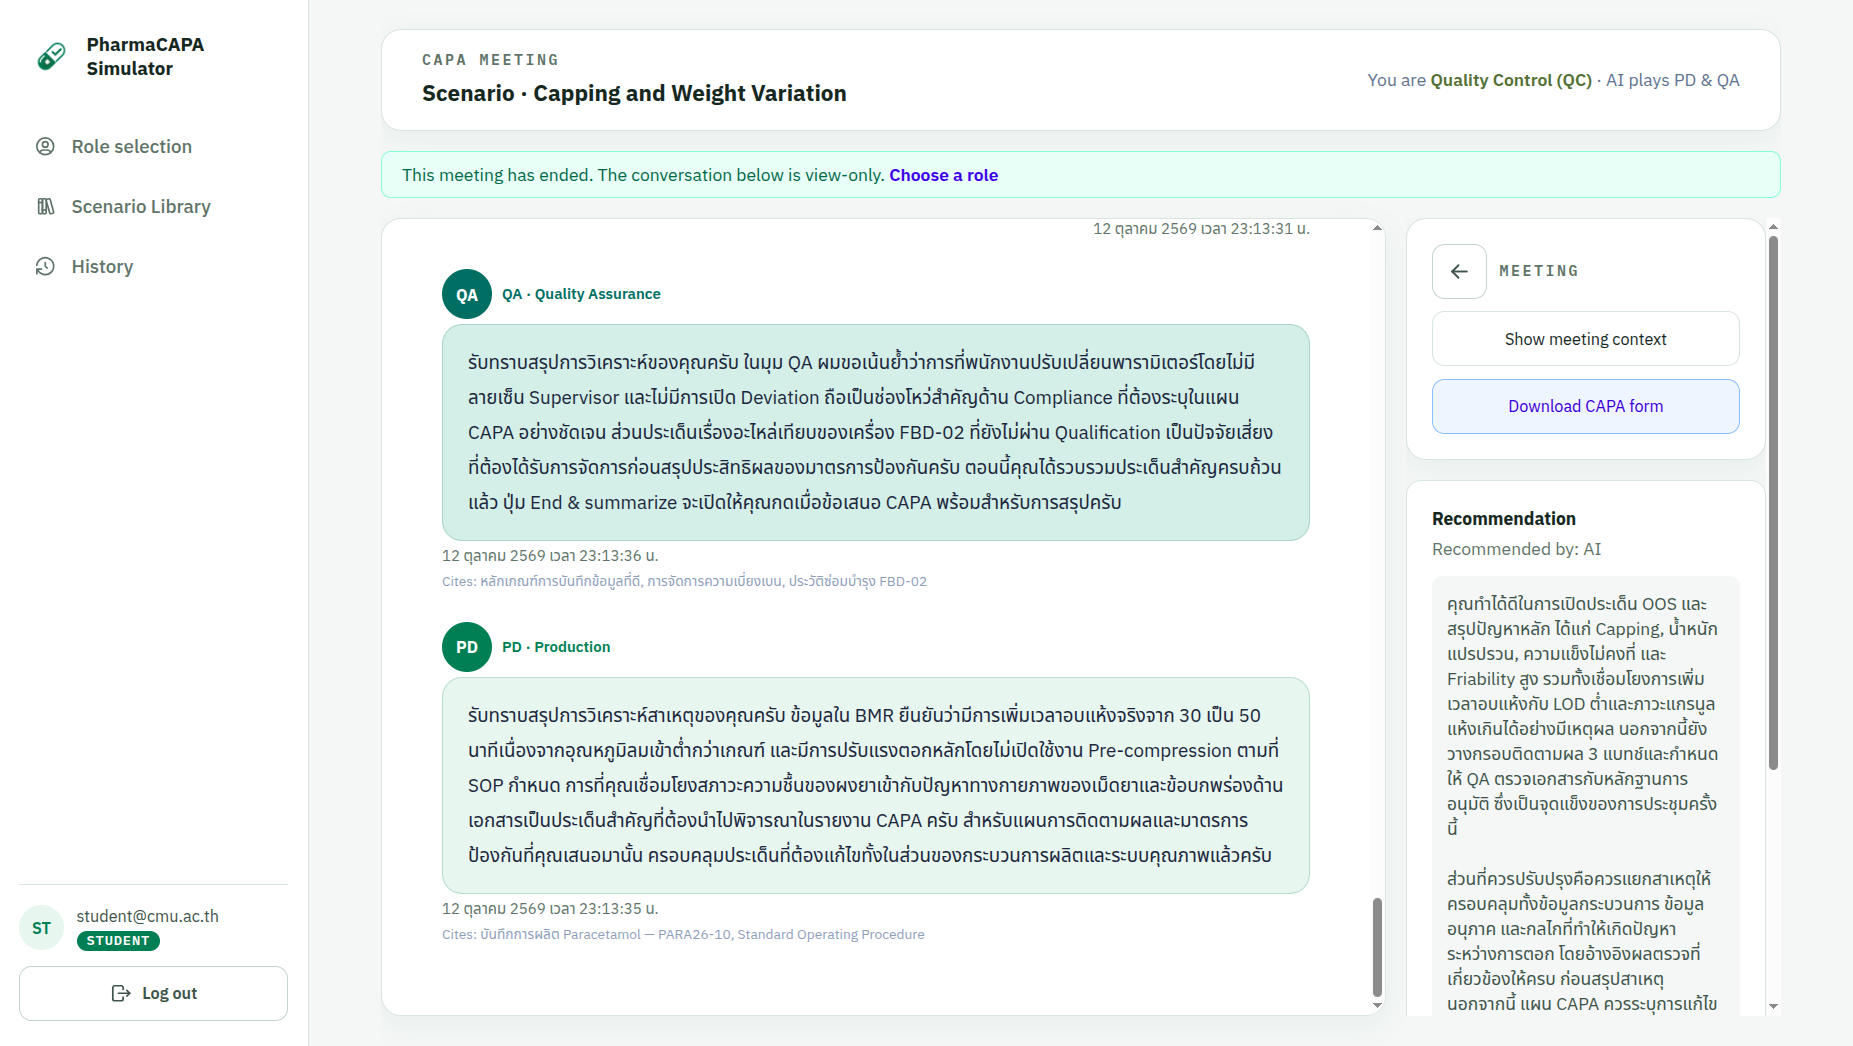 PharmaCAPA
Simulator
Role selection
Scenario Library
History
ST
student@cmu.ac.th
STUDENT
Log out
CAPA MEETING
Scenario · Capping and Weight Variation
You are Quality Control (QC) · AI plays PD & QA
This meeting has ended. The conversation below is view-only. Choose a role
12 ตุลาคม 2569 เวลา 23:13:31 น.
QA
QA · Quality Assurance
รับทราบสรุปการวิเคราะห์ของคุณครับ ในมุม QA ผมขอเน้นย้ำว่าการที่พนักงานปรับเปลี่ยนพารามิเตอร์โดยไม่มี
ลายเซ็น Supervisor และไม่มีการเปิด Deviation ถือเป็นช่องโหว่สำคัญด้าน Compliance ที่ต้องระบุในแผน
CAPA อย่างชัดเจน ส่วนประเด็นเรื่องอะไหล่เทียบของเครื่อง FBD-02 ที่ยังไม่ผ่าน Qualification เป็นปัจจัยเสี่ยง
ที่ต้องได้รับการจัดการก่อนสรุปประสิทธิผลของมาตรการป้องกันครับ ตอนนี้คุณได้รวบรวมประเด็นสำคัญครบถ้วน
แล้ว ปุ่ม End & summarize จะเปิดให้คุณกดเมื่อข้อเสนอ CAPA พร้อมสำหรับการสรุปครับ
12 ตุลาคม 2569 เวลา 23:13:36 น.
Cites: หลักเกณฑ์การบันทึกข้อมูลที่ดี, การจัดการความเบี่ยงเบน, ประวัติซ่อมบำรุง FBD-02
PD
PD · Production
รับทราบสรุปการวิเคราะห์สาเหตุของคุณครับ ข้อมูลใน BMR ยืนยันว่ามีการเพิ่มเวลาอบแห้งจริงจาก 30 เป็น 50
นาทีเนื่องจากอุณหภูมิลมเข้าต่ำกว่าเกณฑ์ และมีการปรับแรงตอกหลักโดยไม่เปิดใช้งาน Pre-compression ตามที่
SOP กำหนด การที่คุณเชื่อมโยงสภาวะความชื้นของผงยาเข้ากับปัญหาทางกายภาพของเม็ดยาและข้อบกพร่องด้าน
เอกสารเป็นประเด็นสำคัญที่ต้องนำไปพิจารณาในรายงาน CAPA ครับ สำหรับแผนการติดตามผลและมาตรการ
ป้องกันที่คุณเสนอมานั้น ครอบคลุมประเด็นที่ต้องแก้ไขทั้งในส่วนของกระบวนการผลิตและระบบคุณภาพแล้วครับ
12 ตุลาคม 2569 เวลา 23:13:35 น.
Cites: บันทึกการผลิต Paracetamol — PARA26-10, Standard Operating Procedure
MEETING
Show meeting context
Download CAPA form
Recommendation
Recommended by: AI
คุณทำได้ดีในการเปิดประเด็น OOS และ
สรุปปัญหาหลัก ได้แก่ Capping, น้ำหนัก
แปรปรวน, ความแข็งไม่คงที่ และ
Friability สูง รวมทั้งเชื่อมโยงการเพิ่ม
เวลาอบแห้งกับ LOD ต่ำและภาวะแกรนูล
แห้งเกินได้อย่างมีเหตุผล นอกจากนี้ยัง
วางกรอบติดตามผล 3 แบทช์และกำหนด
ให้ QA ตรวจเอกสารกับหลักฐานการ
อนุมัติ ซึ่งเป็นจุดแข็งของการประชุมครั้ง
นี้
ส่วนที่ควรปรับปรุงคือควรแยกสาเหตุให้
ครอบคลุมทั้งข้อมูลกระบวนการ ข้อมูล
อนุภาค และกลไกที่ทำให้เกิดปัญหา
ระหว่างการตอก โดยอ้างอิงผลตรวจที่
เกี่ยวข้องให้ครบ ก่อนสรุปสาเหตุ
นอกจากนี้ แผน CAPA ควรระบุการแก้ไข